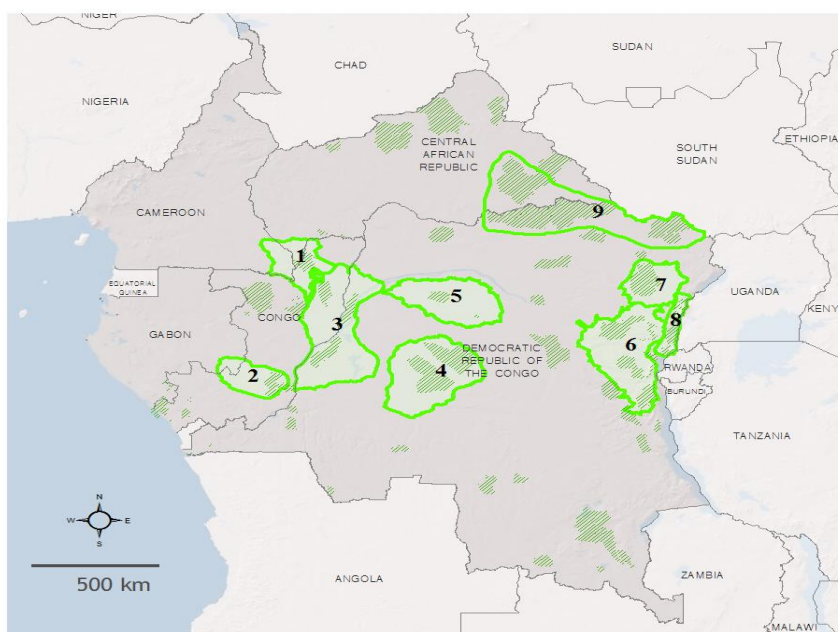 NIGER
SUDAN
CHAD
NIGERIA
CENTRAL
AFRICAN
REPUBLIC
ETHIOPIA
SOUTH
SUDAN
CAMEROON
9
1
EQUATORIAL
GUINEA
7
UGANDA
5
KENY
GABON
CONGO
3
8
6
DEMOCRATIC
REPUBLIC OF
THE CONGO
4
2
RWANDA
BURUNDI
TANZANIA
N
W
E
S
500 km
ANGOLA
ZAMBIA
MALAWI